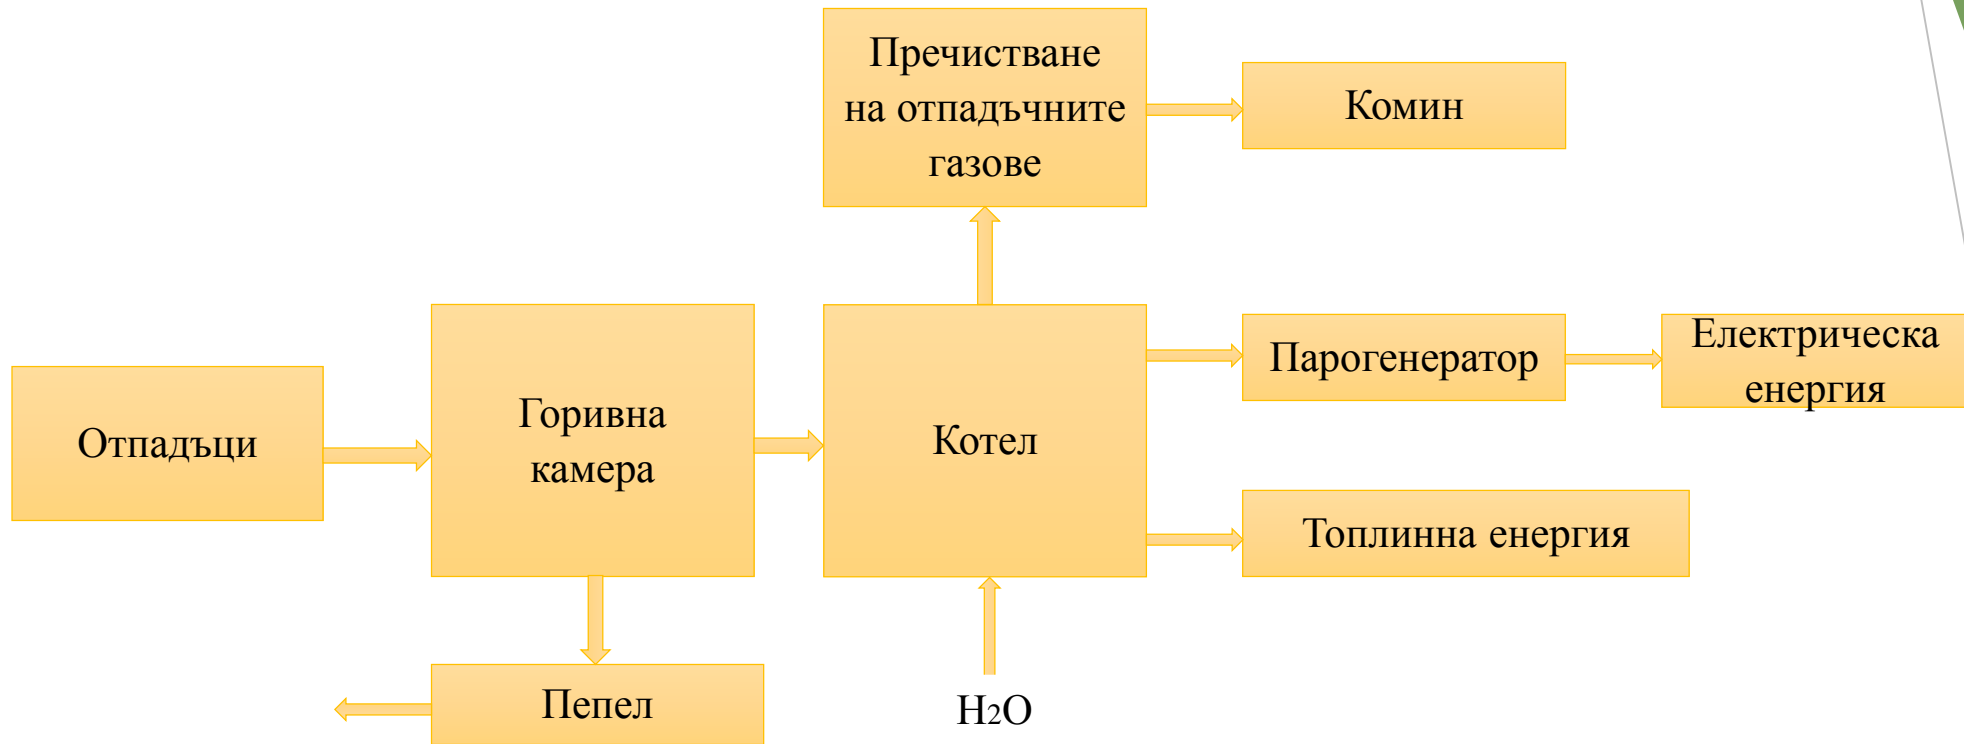 Пречистване
на отпадъчните
газове
Комин
Отпадъци
Горивна
камера
Котел
Парогенератор
Електрическа
енергия
Топлинна енергия
Пепел
H2O